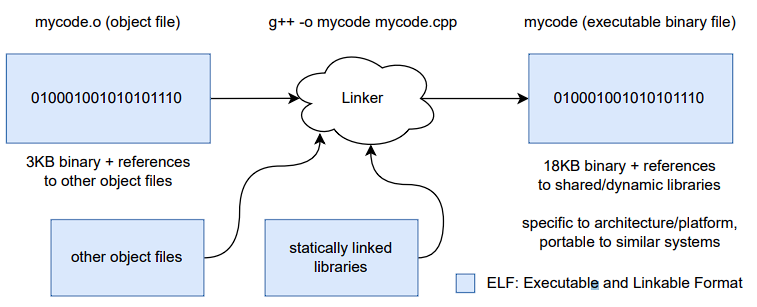 mycode.o (object file)
g++ -o mycode mycode.cpp
mycode (executable binary file)
010001001010101110
Linker
010001001010101110
3KB binary + references
to other object files
18KB binary + references
to shared/dynamic libraries
specific to architecture/platform,
portable to similar systems
other object files
statically linked
libraries
ELF: Executable and Linkable Format